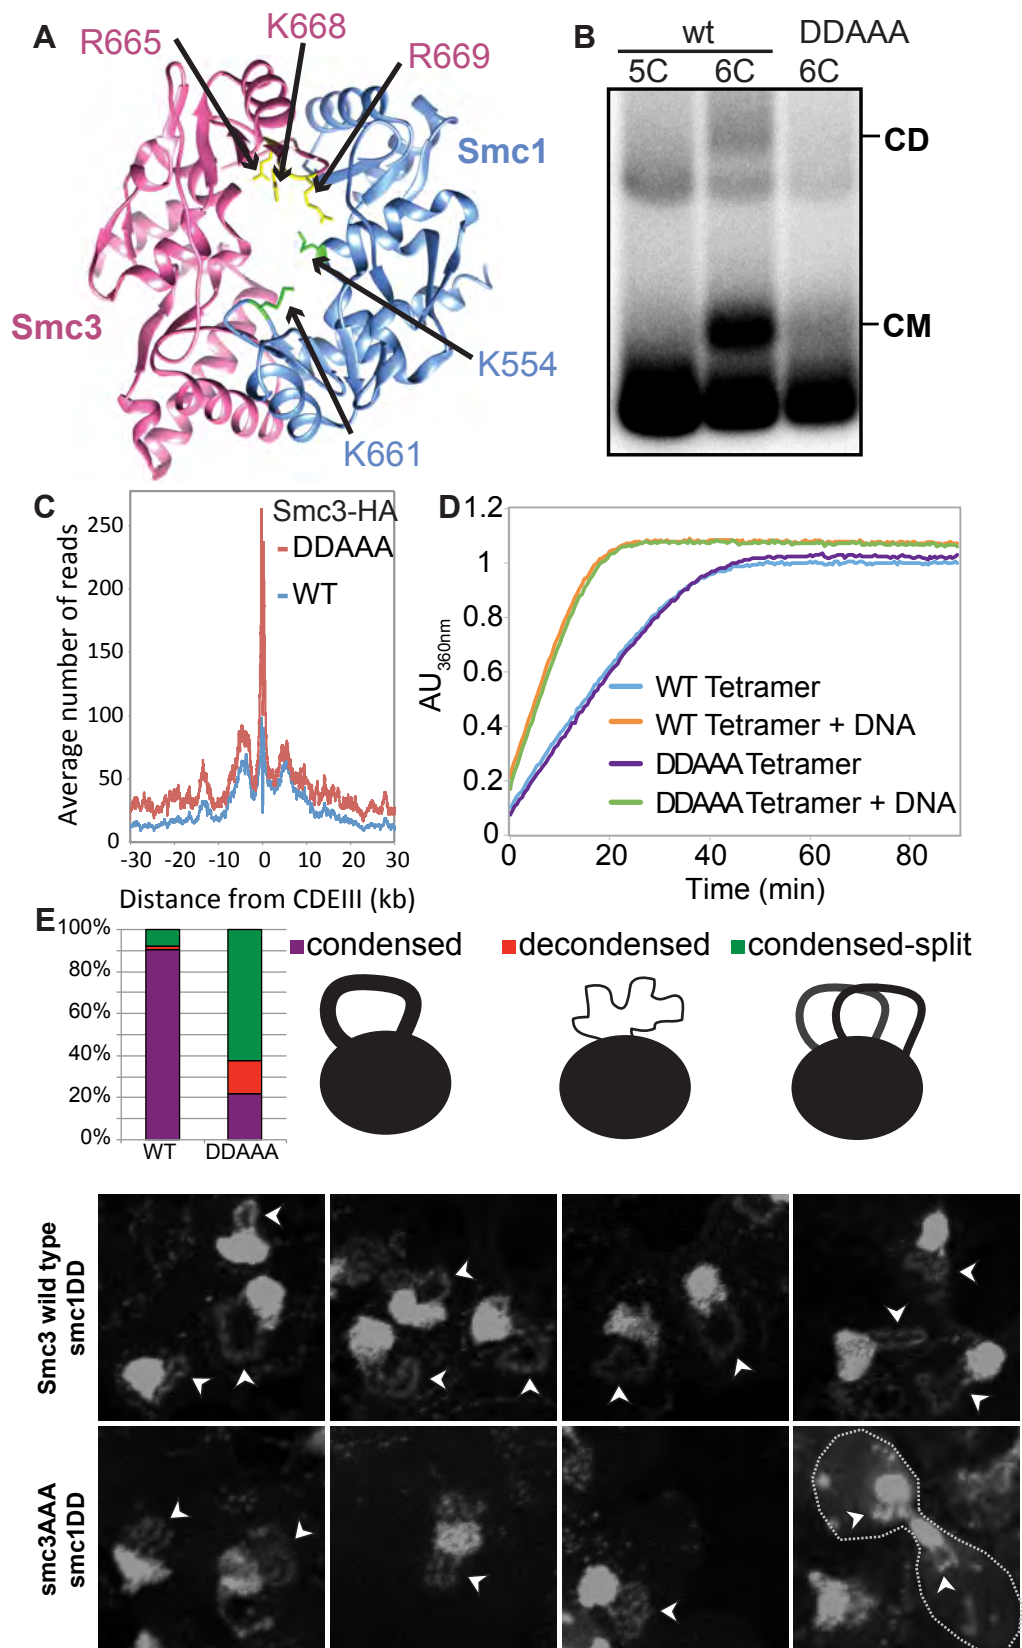 A
R665
K668
R669
Smc1
Smc3
K554
K661
B
wt DDAAA
5C 6C 6C
CD
CM
C
Smc3-HA
DDAAA
WT
Average number of reads
250
200
150
100
50
0
-30 -20 -10 0 10 20 30
Distance from CDEIII (kb)
D
1.2
1
0.8
0.6
0.4
0.2
0
AU360nm
WT Tetramer
WT Tetramer + DNA
DDAAA Tetramer
DDAAA Tetramer + DNA
0 20 40 60 80
Time (min)
E
100%
80%
60%
40%
20%
0%
WT DDAAA
condensed decondensed condensed-split
Smc3 wild type
smc1DD
smc3AAA
smc1DD